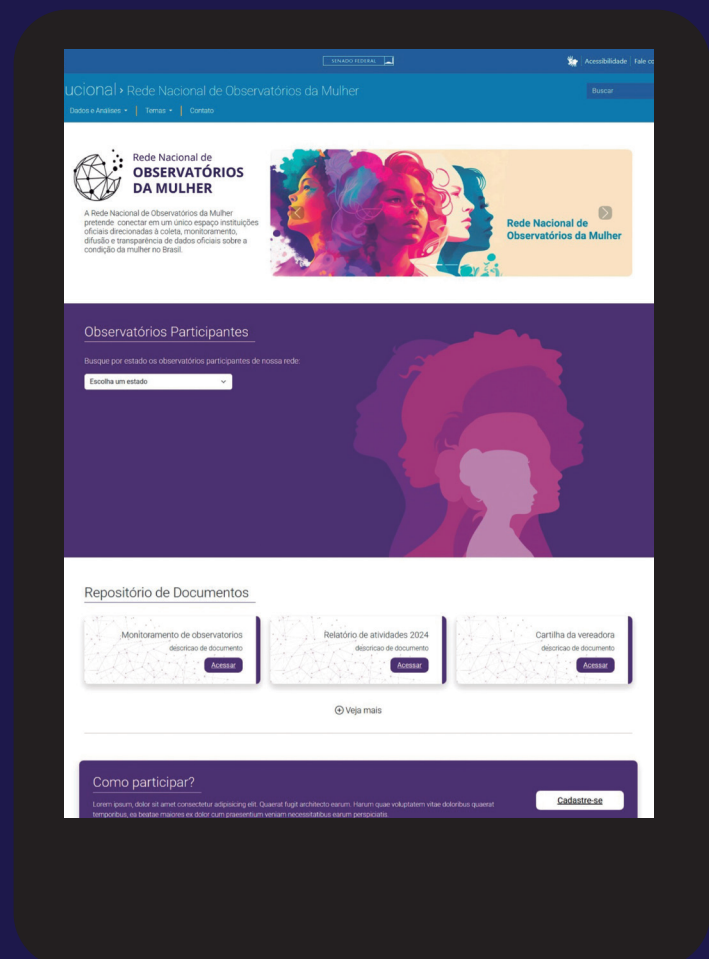 SENADO FEDERAL
Acessibilidade
Fale co
ucional › Rede Nacional de Observatórios da Mulher
Buscar
Dados e Análises
Temas
Contato
Rede Nacional de
OBSERVATÓRIOS
DA MULHER
A Rede Nacional de Observatórios da Mulher
pretende conectar em um único espaço instituições
oficiais direcionadas à coleta, monitoramento,
difusão e transparência de dados oficiais sobre a
condição da mulher no Brasil.
Rede Nacional de
Observatórios da Mulher
Observatórios Participantes
Busque por estado os observatórios participantes de nossa rede:
Escolha um estado
Repositório de Documentos
Monitoramento de observatorios
descricao de documento
Acessar
Relatório de atividades 2024
descricao de documento
Acessar
Cartilha da vereadora
descricao de documento
Acessar
Veja mais
Como participar?
Lorem ipsum, dolor sit amet consectetur adipisicing elit. Quaerat fugit architecto earum. Harum quae voluptatem vitae doloribus quaerat
temporibus, ea beatae maiores ex dolor cum praesentium veniam necessitatibus earum perspiciatis.
Cadastre-se